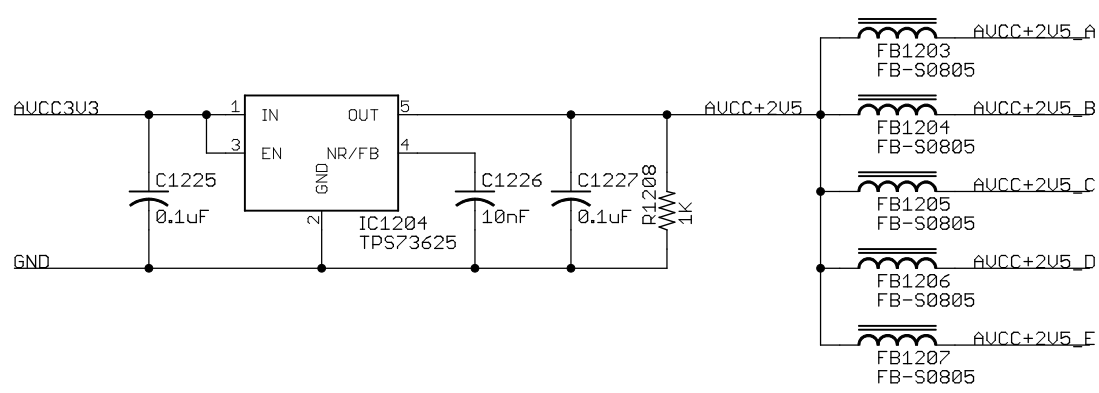 AVCC+2V5_A
FB1203
FB-S0805
AVCC3V3
1
IN
OUT
5
AVCC+2V5
AVCC+2V5_B
FB1204
FB-S0805
3
EN
NR/FB
4
GND
2
C1225
0.1uF
C1226
10nF
C1227
0.1uF
R1208
1K
IC1204
TPS73625
AVCC+2V5_C
FB1205
FB-S0805
GND
AVCC+2V5_D
FB1206
FB-S0805
AVCC+2V5_E
FB1207
FB-S0805